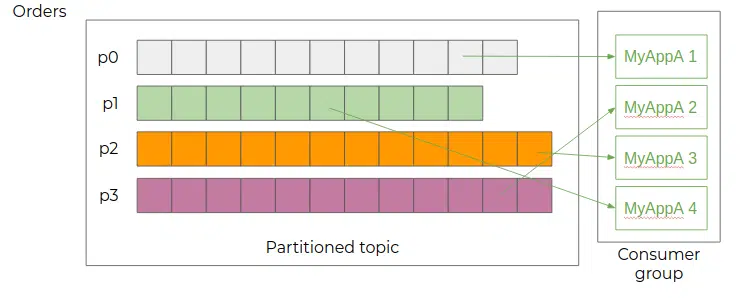 Orders
p0
p1
p2
p3
Partitioned topic
MyAppA 1
MyAppA 2
MyAppA 3
MyAppA 4
Consumer
group